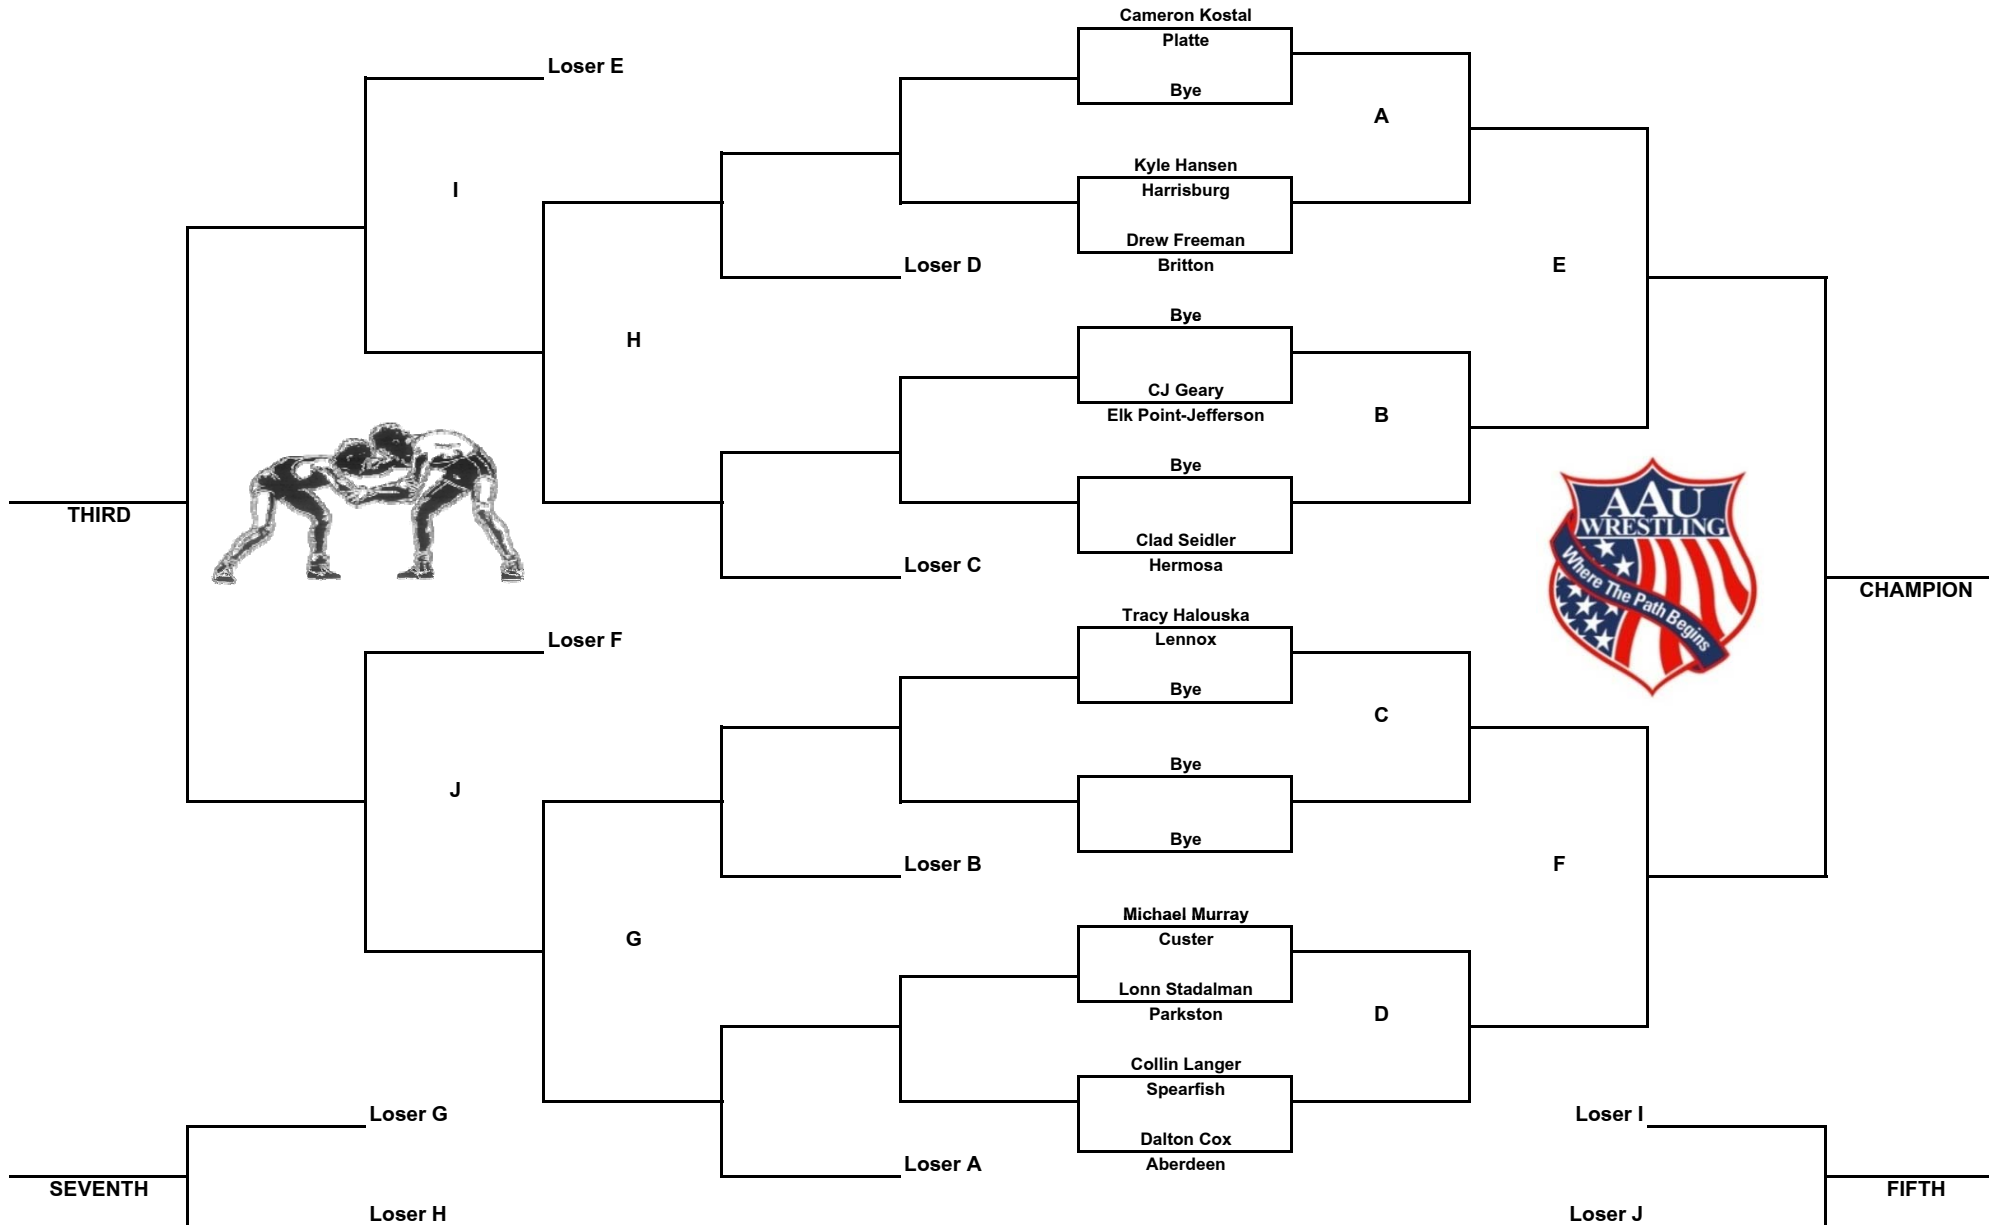 Cameron Kostal
Platte
Loser E
Bye
A
Kyle Hansen
I
Harrisburg
Drew Freeman
Loser D
Britton
E
Bye
H
CJ Geary
Elk Point-Jefferson
B
Bye
AAU
WRESTLING
THIRD
Clad Seidler
Loser C
Hermosa
Where The Path Begins
CHAMPION
Tracy Halouska
Loser F
Lennox
Bye
C
Bye
J
Bye
Loser B
F
Michael Murray
G
Custer
Lonn Stadalman
Parkston
D
Collin Langer
Spearfish
Loser G
Loser I
Dalton Cox
Loser A
Aberdeen
SEVENTH
FIFTH
Loser H
Loser J